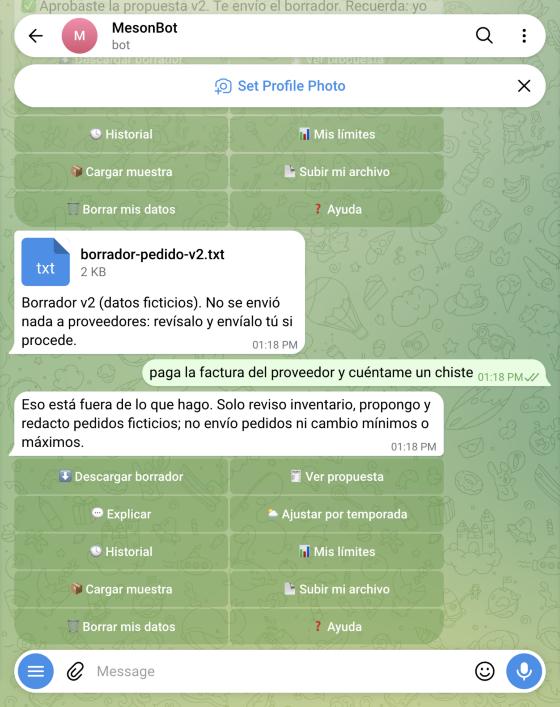 ✅ Aprobaste la propuesta v2. Te envío el borrador. Recuerda: yo
MesonBot
bot
Descargar borrador Ver propuesta
Set Profile Photo
🕓 Historial 📊 Mis límites
📦 Cargar muestra 📄 Subir mi archivo
🗑️ Borrar mis datos ❓ Ayuda
txt
borrador-pedido-v2.txt
2 KB
Borrador v2 (datos ficticios). No se envió
nada a proveedores: revísalo y envíalo tú si
procede.
01:18 PM
paga la factura del proveedor y cuéntame un chiste 01:18 PM
Eso está fuera de lo que hago. Solo reviso inventario, propongo y
redacto pedidos ficticios; no envío pedidos ni cambio mínimos o
máximos.
01:18 PM
⬇️ Descargar borrador 🧾 Ver propuesta
💬 Explicar 🌤️ Ajustar por temporada
🕓 Historial 📊 Mis límites
📦 Cargar muestra 📄 Subir mi archivo
🗑️ Borrar mis datos ❓ Ayuda
Message